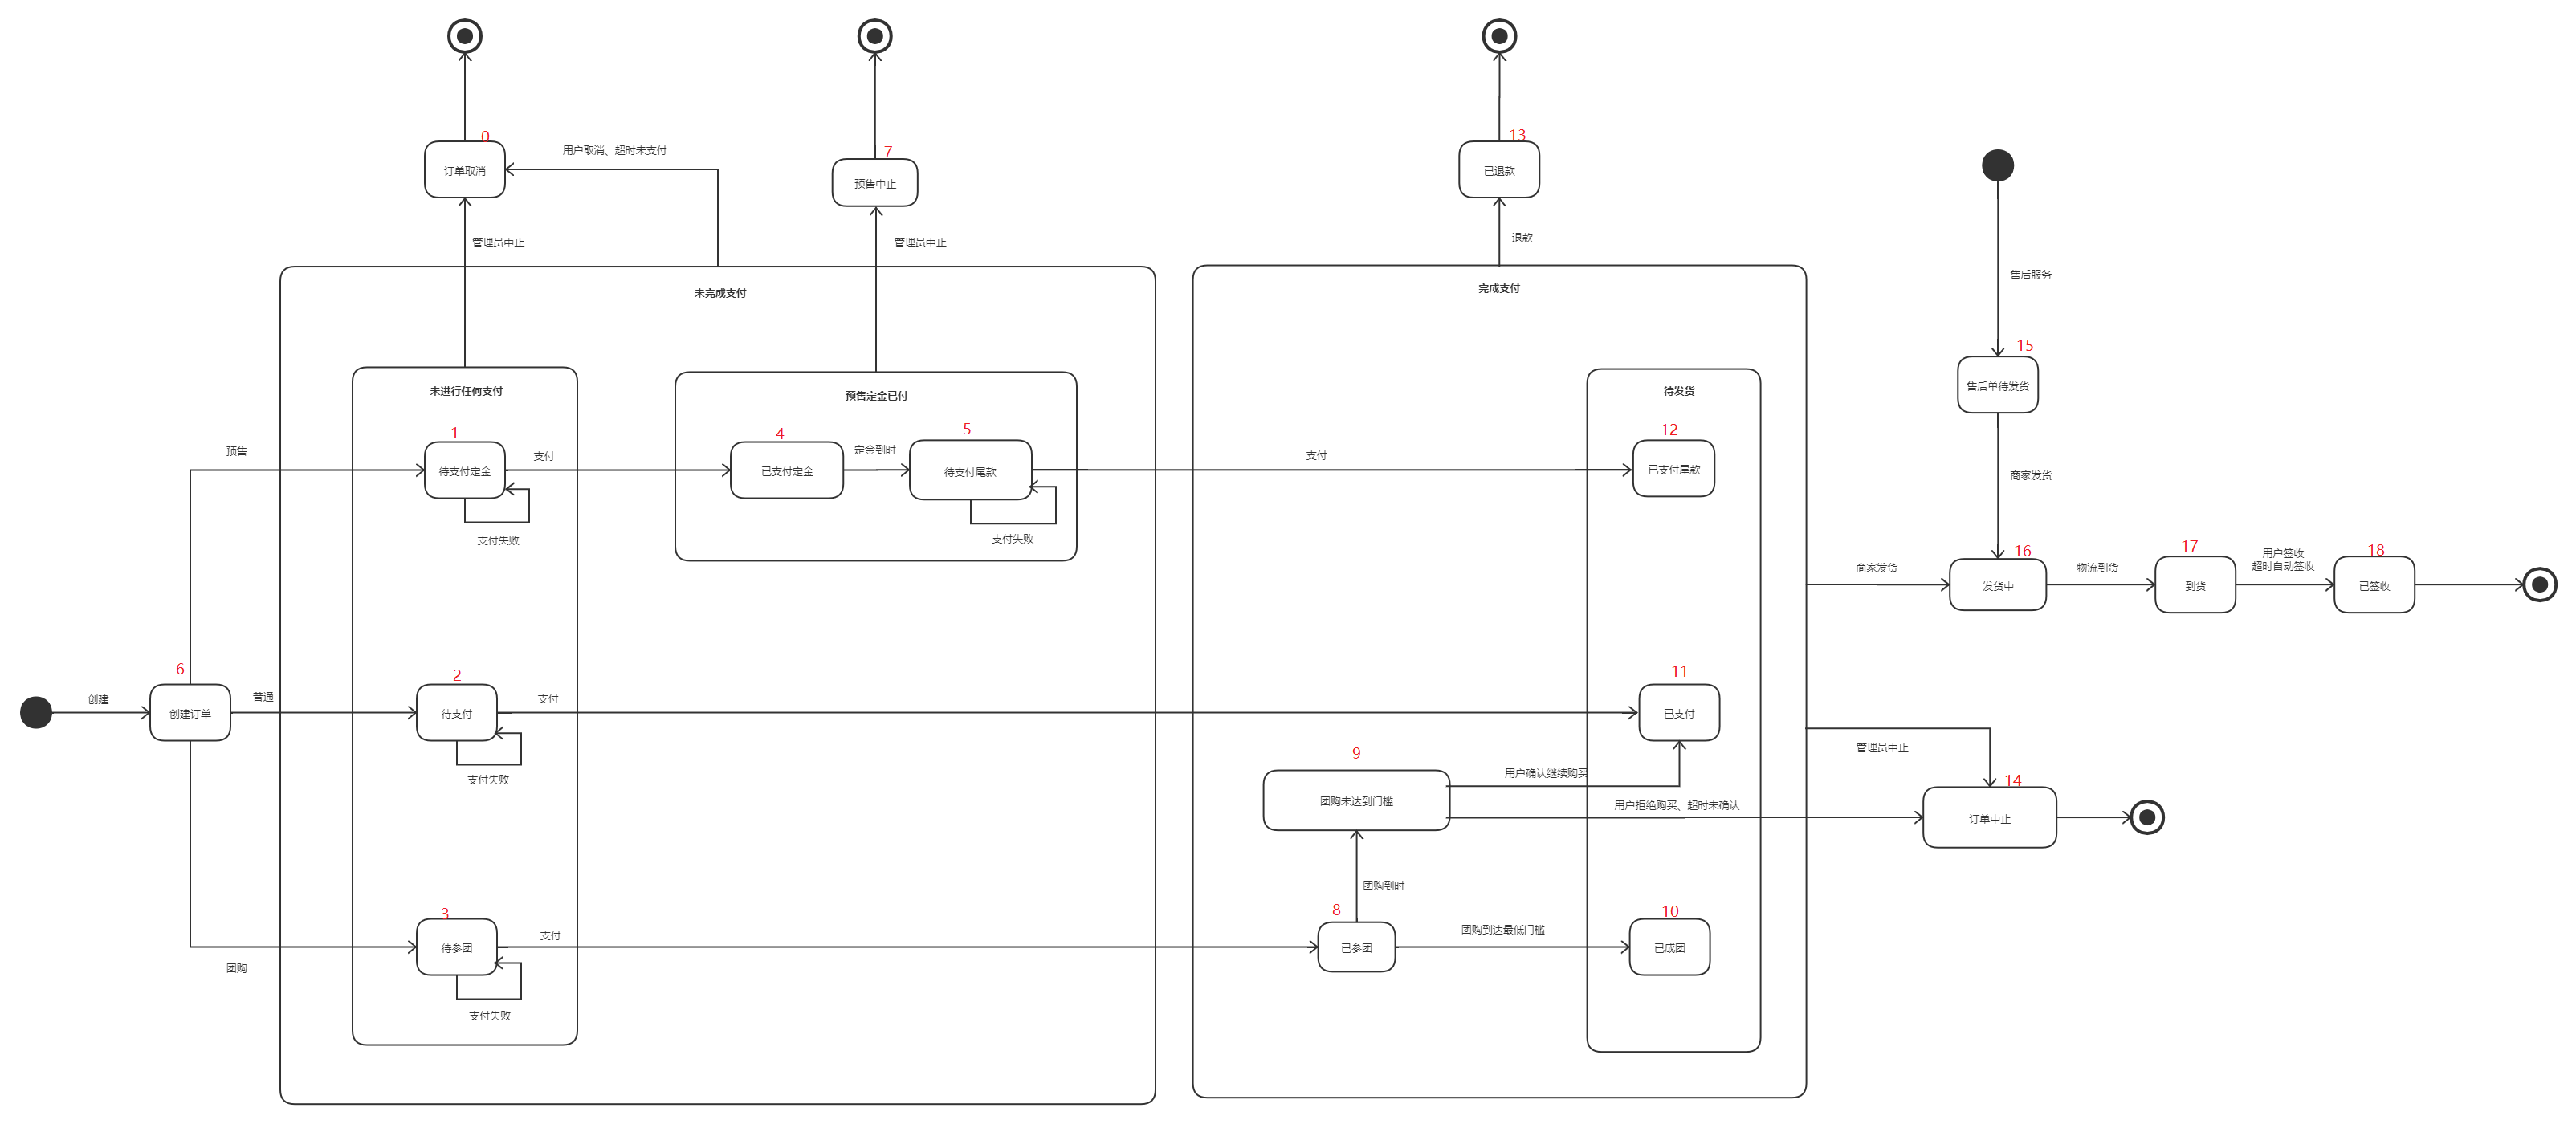 0
订单取消
用户取消、超时未支付
7
预售中止
13
已退款
管理员中止
管理员中止
退款
售后服务
未完成支付
完成支付
15
售后单待发货
未进行任何支付
预售定金已付
待发货
预售
1
待支付定金
支付
支付失败
4
已支付定金
定金到时
5
待支付尾款
支付失败
支付
12
已支付尾款
商家发货
商家发货
16
发货中
物流到货
17
到货
用户签收
超时自动签收
18
已签收
创建
6
创建订单
普通
2
待支付
支付
支付失败
11
已支付
9
团购未达到门槛
用户确认继续购买
用户拒绝购买、超时未确认
管理员中止
14
订单中止
团购到时
团购
3
待参团
支付
支付失败
8
已参团
团购到达最低门槛
10
已成团